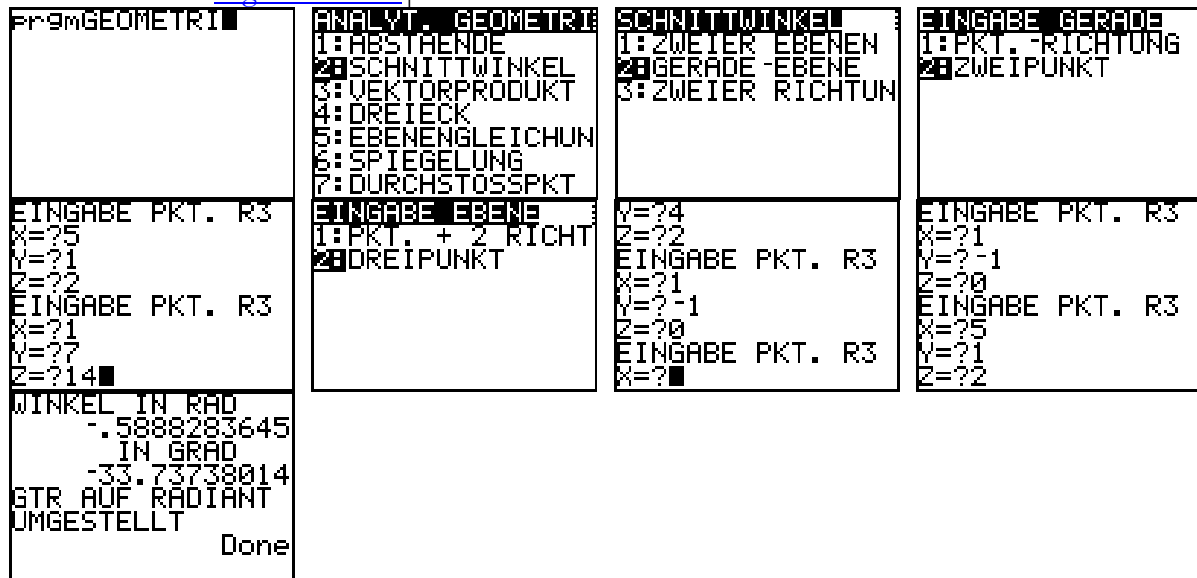 prgmGEOMETRI
ANALYT. GEOMETRI
1:ABSTAENDE
2:SCHNITTWINKEL
3:VEKTORPRODUKT
4:DREIECK
5:EBENENGLEICHUN
6:SPIEGELUNG
7:DURCHSTOSSPKT
SCHNITTWINKEL
1:ZWEIER EBENEN
2:GERADE-EBENE
3:ZWEIER RICHTUN
EINGABE GERADE
1:PKT.-RICHTUNG
2:ZWEIPUNKT
EINGABE PKT. R3
X=?5
Y=?1
Z=?2
EINGABE PKT. R3
X=?1
Y=?7
Z=?14
EINGABE EBENE
1:PKT. + 2 RICHT
2:DREIPUNKT
Y=?4
Z=?2
EINGABE PKT. R3
X=?1
Y=?-1
Z=?0
EINGABE PKT. R3
X=?
EINGABE PKT. R3
X=?1
Y=?-1
Z=?0
EINGABE PKT. R3
X=?5
Y=?1
Z=?2
WINKEL IN RAD
-.5888283645
IN GRAD
-33.73738014
GTR AUF RADIANT
UMGESTELLT
Done